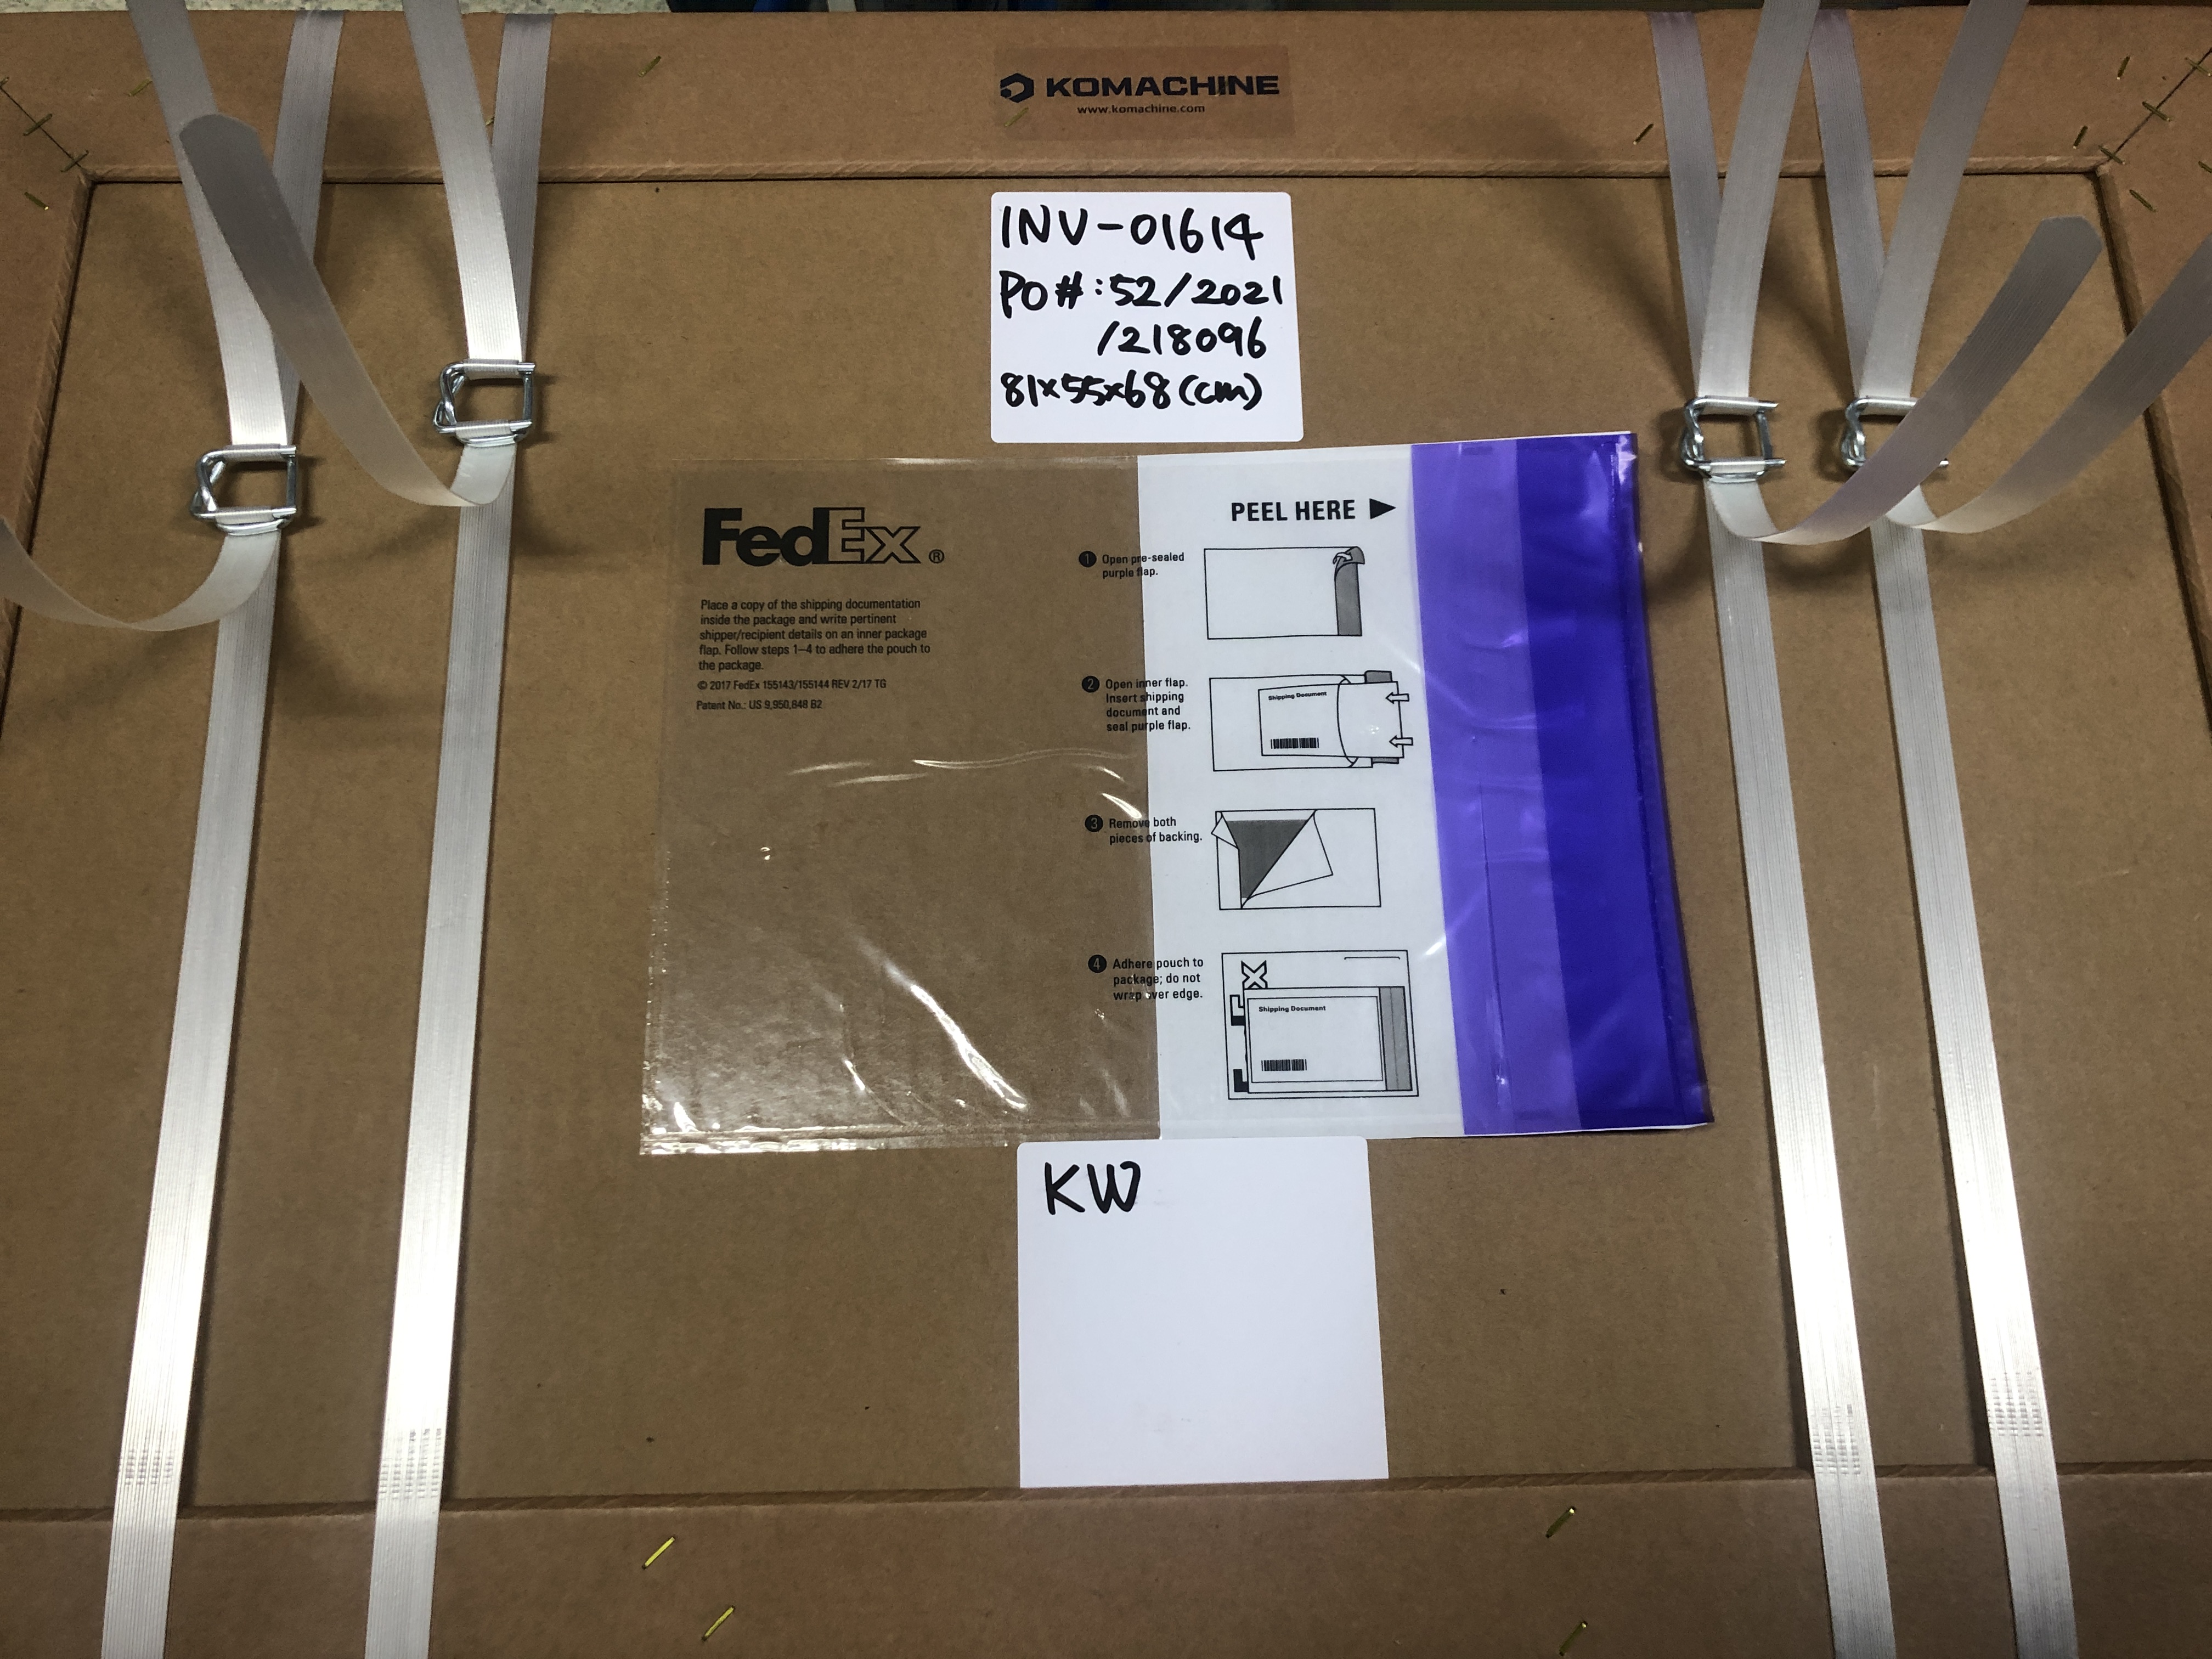 KOMACHINE
www.komachine.com
INV-01614
PO#:52/2021
/218096
81x55x68(cm)
FedEx®
Place a copy of the shipping documentation
inside the package and write pertinent
shipper/recipient details on an inner package
flap. Follow steps 1–4 to adhere the pouch to
the package.
© 2017 FedEx 155143/155144 REV 2/17 TG
Patent No.: US 9,950,848 B2
PEEL HERE
1 Open pre-sealed
purple flap.
2 Open inner flap.
Insert shipping
document and
seal purple flap.
Shipping Document
3 Remove both
pieces of backing.
4 Adhere pouch to
package; do not
wrap over edge.
Shipping Document
KW